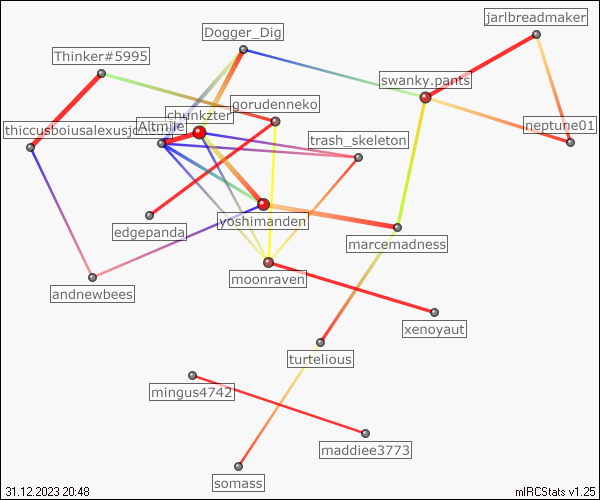 jarlbreadmaker
Dogger_Dig
Thinker#5995
swanky.pants
gorudenneko
chunkzter
Altmile
neptune01
trash_skeleton
yoshimanden
edgepanda
marcemadness
moonraven
andnewbees
xenoyaut
turtelious
mingus4742
maddiee3773
somass
31.12.2023 20:48
mIRCStats v1.25